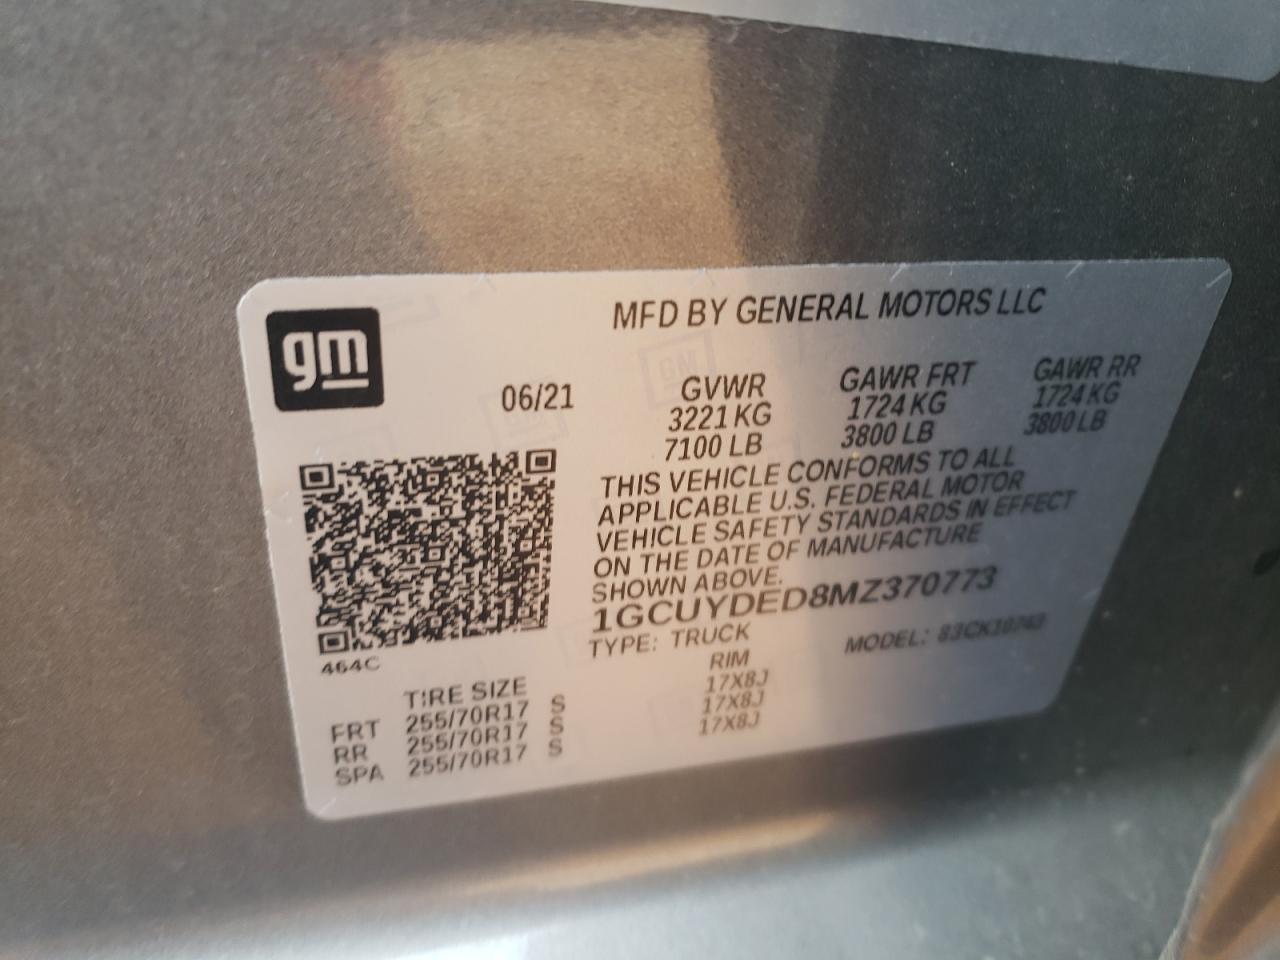 gm
MFD BY GENERAL MOTORS LLC
06/21 GVWR GAWR FRT GAWR RR
3221 KG 1724 KG 1724 KG
7100 LB 3800 LB 3800 LB
THIS VEHICLE CONFORMS TO ALL
APPLICABLE U.S. FEDERAL MOTOR
VEHICLE SAFETY STANDARDS IN EFFECT
ON THE DATE OF MANUFACTURE
SHOWN ABOVE.
1GCUYDED8MZ370773
TYPE: TRUCK MODEL: 83CK10743
464C
TIRE SIZE RIM
FRT 255/70R17 S 17X8J
RR 255/70R17 S 17X8J
SPA 255/70R17 S 17X8J